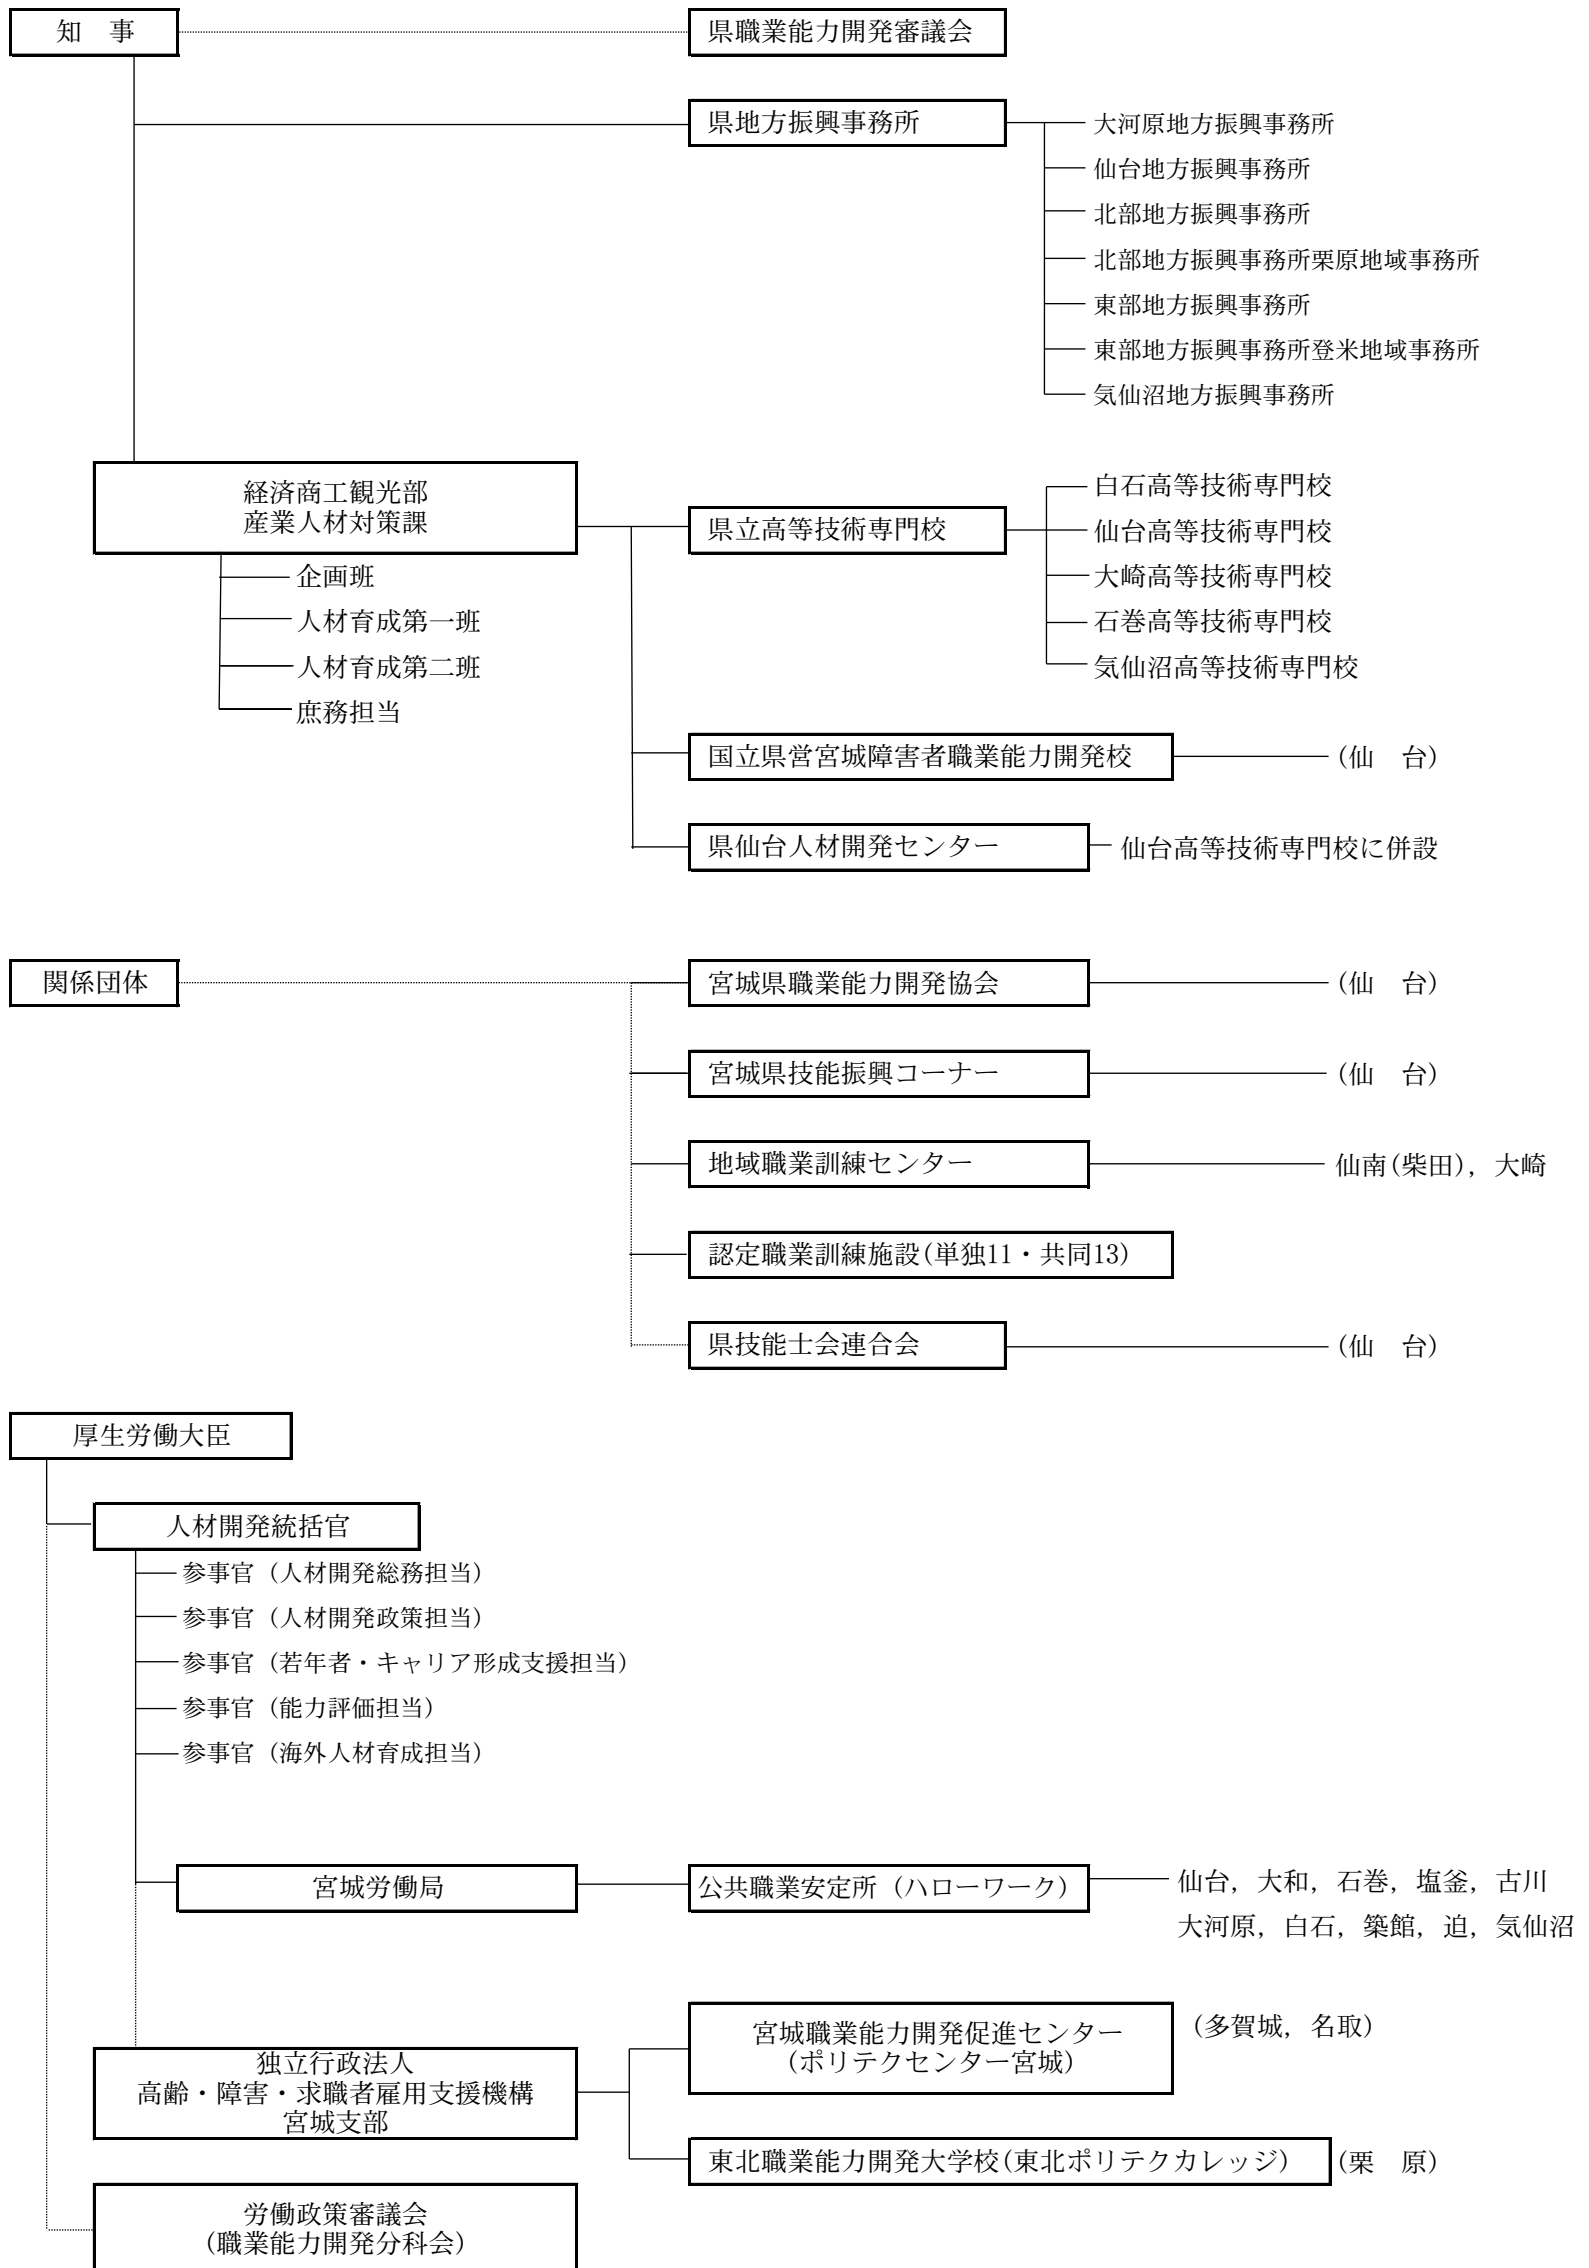 知　事
県職業能力開発審議会
県地方振興事務所
大河原地方振興事務所
仙台地方振興事務所
北部地方振興事務所
北部地方振興事務所栗原地域事務所
東部地方振興事務所
東部地方振興事務所登米地域事務所
気仙沼地方振興事務所
経済商工観光部
産業人材対策課
企画班
人材育成第一班
人材育成第二班
庶務担当
県立高等技術専門校
白石高等技術専門校
仙台高等技術専門校
大崎高等技術専門校
石巻高等技術専門校
気仙沼高等技術専門校
国立県営宮城障害者職業能力開発校
(仙　台)
県仙台人材開発センター
仙台高等技術専門校に併設
関係団体
宮城県職業能力開発協会
(仙　台)
宮城県技能振興コーナー
(仙　台)
地域職業訓練センター
仙南(柴田)，大崎
認定職業訓練施設(単独11・共同13)
県技能士会連合会
(仙　台)
厚生労働大臣
人材開発統括官
参事官（人材開発総務担当）
参事官（人材開発政策担当）
参事官（若年者・キャリア形成支援担当）
参事官（能力評価担当）
参事官（海外人材育成担当）
宮城労働局
公共職業安定所（ハローワーク）
仙台，大和，石巻，塩釜，古川
大河原，白石，築館，迫，気仙沼
独立行政法人
高齢・障害・求職者雇用支援機構
宮城支部
宮城職業能力開発促進センター
(ポリテクセンター宮城)
（多賀城，名取）
東北職業能力開発大学校(東北ポリテクカレッジ)
(栗　原)
労働政策審議会
(職業能力開発分科会)